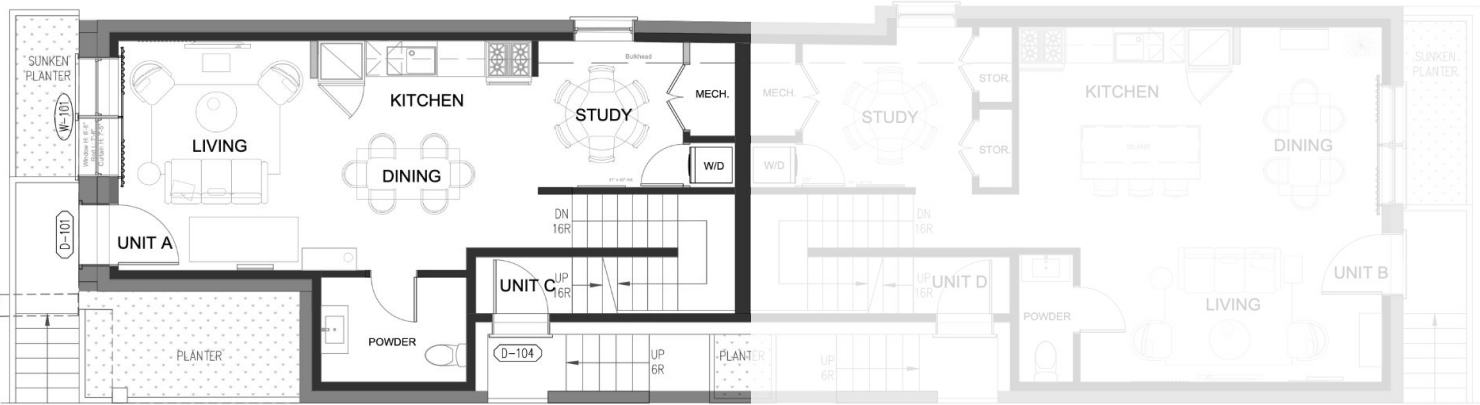 SUNKEN
PLANTER
W-101
LIVING
KITCHEN
Bulkhead
STUDY
MECH.
DINING
W/D
D-101
UNIT A
DN
16R
UNIT C
UP
16R
POWDER
PLANTER
D-104
UP
6R
PLANTER
MECH.
STUDY
STOR.
STOR.
W/D
KITCHEN
ISLAND
DINING
SUNKEN
PLANTER
DN
16R
UP
16R
UNIT D
UNIT B
POWDER
LIVING
UP
6R